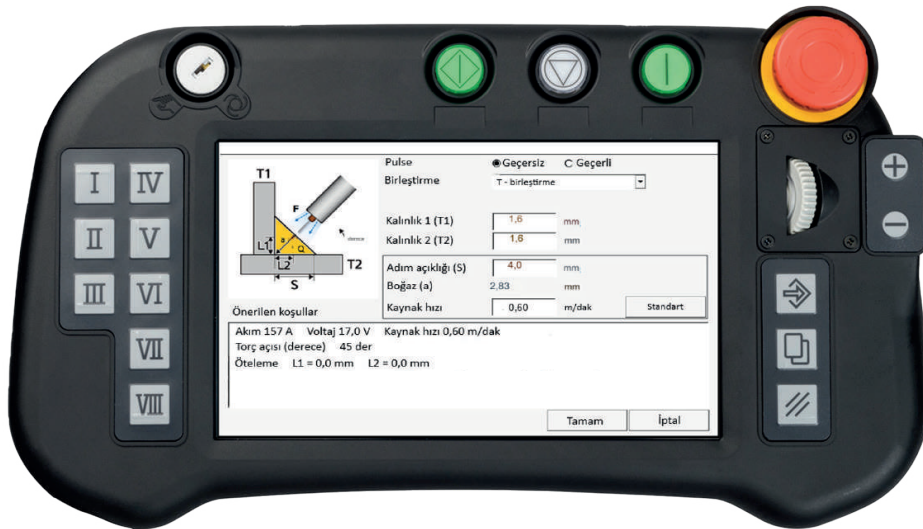 Pulse Geçersiz Geçerli
Birleştirme T - birleştirme
T1
F
a
derece
L1
Q
L2
T2
S
Kalınlık 1 (T1) 1,6 mm
Kalınlık 2 (T2) 1,6 mm
Adım açıklığı (S) 4,0 mm
Boğaz (a) 2,83 mm
Kaynak hızı 0,60 m/dak Standart
Önerilen koşullar
Akım 157 A Voltaj 17,0 V Kaynak hızı 0,60 m/dak
Torç açısı (derece) 45 der
Öteleme L1 = 0,0 mm L2 = 0,0 mm
Tamam İptal
I IV
II V
III VI
VII
VIII